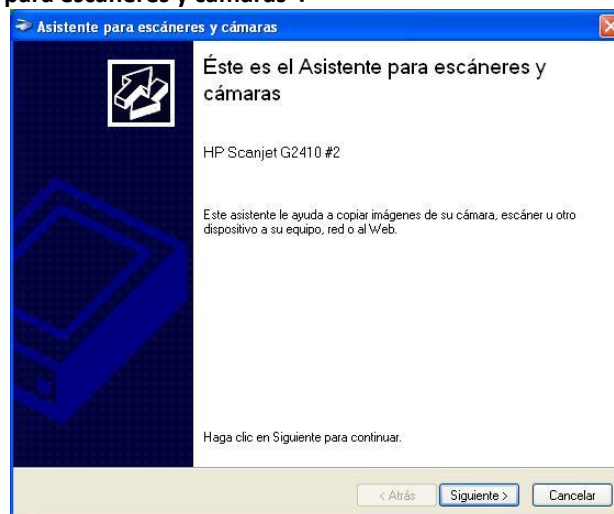 para escáneres y cámaras".
Asistente para escáneres y cámaras
Éste es el Asistente para escáneres y
cámaras
HP Scanjet G2410 #2
Este asistente le ayuda a copiar imágenes de su cámara, escáner u otro
dispositivo a su equipo, red o al Web.
Haga clic en Siguiente para continuar.
< Atrás Siguiente > Cancelar